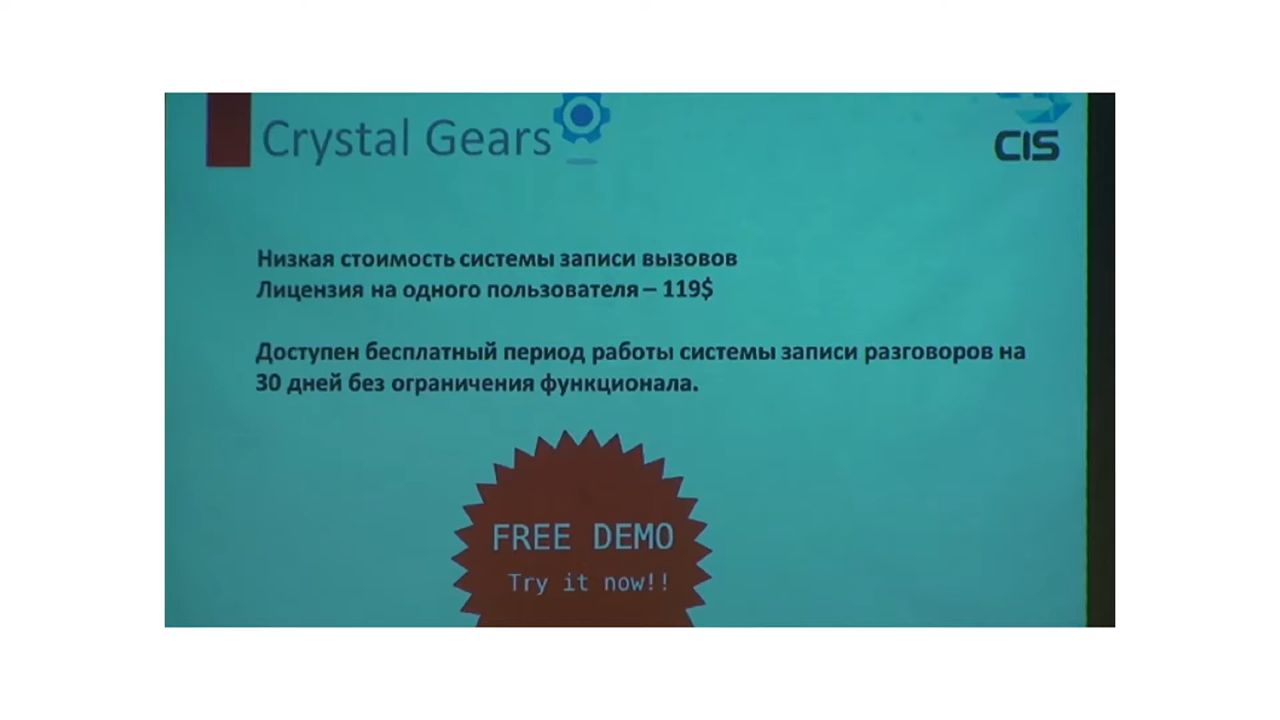 Crystal Gears
CIS
Низкая стоимость системы записи вызовов
Лицензия на одного пользователя – 119$
Доступен бесплатный период работы системы записи разговоров на
30 дней без ограничения функционала.
FREE DEMO
Try it now!!